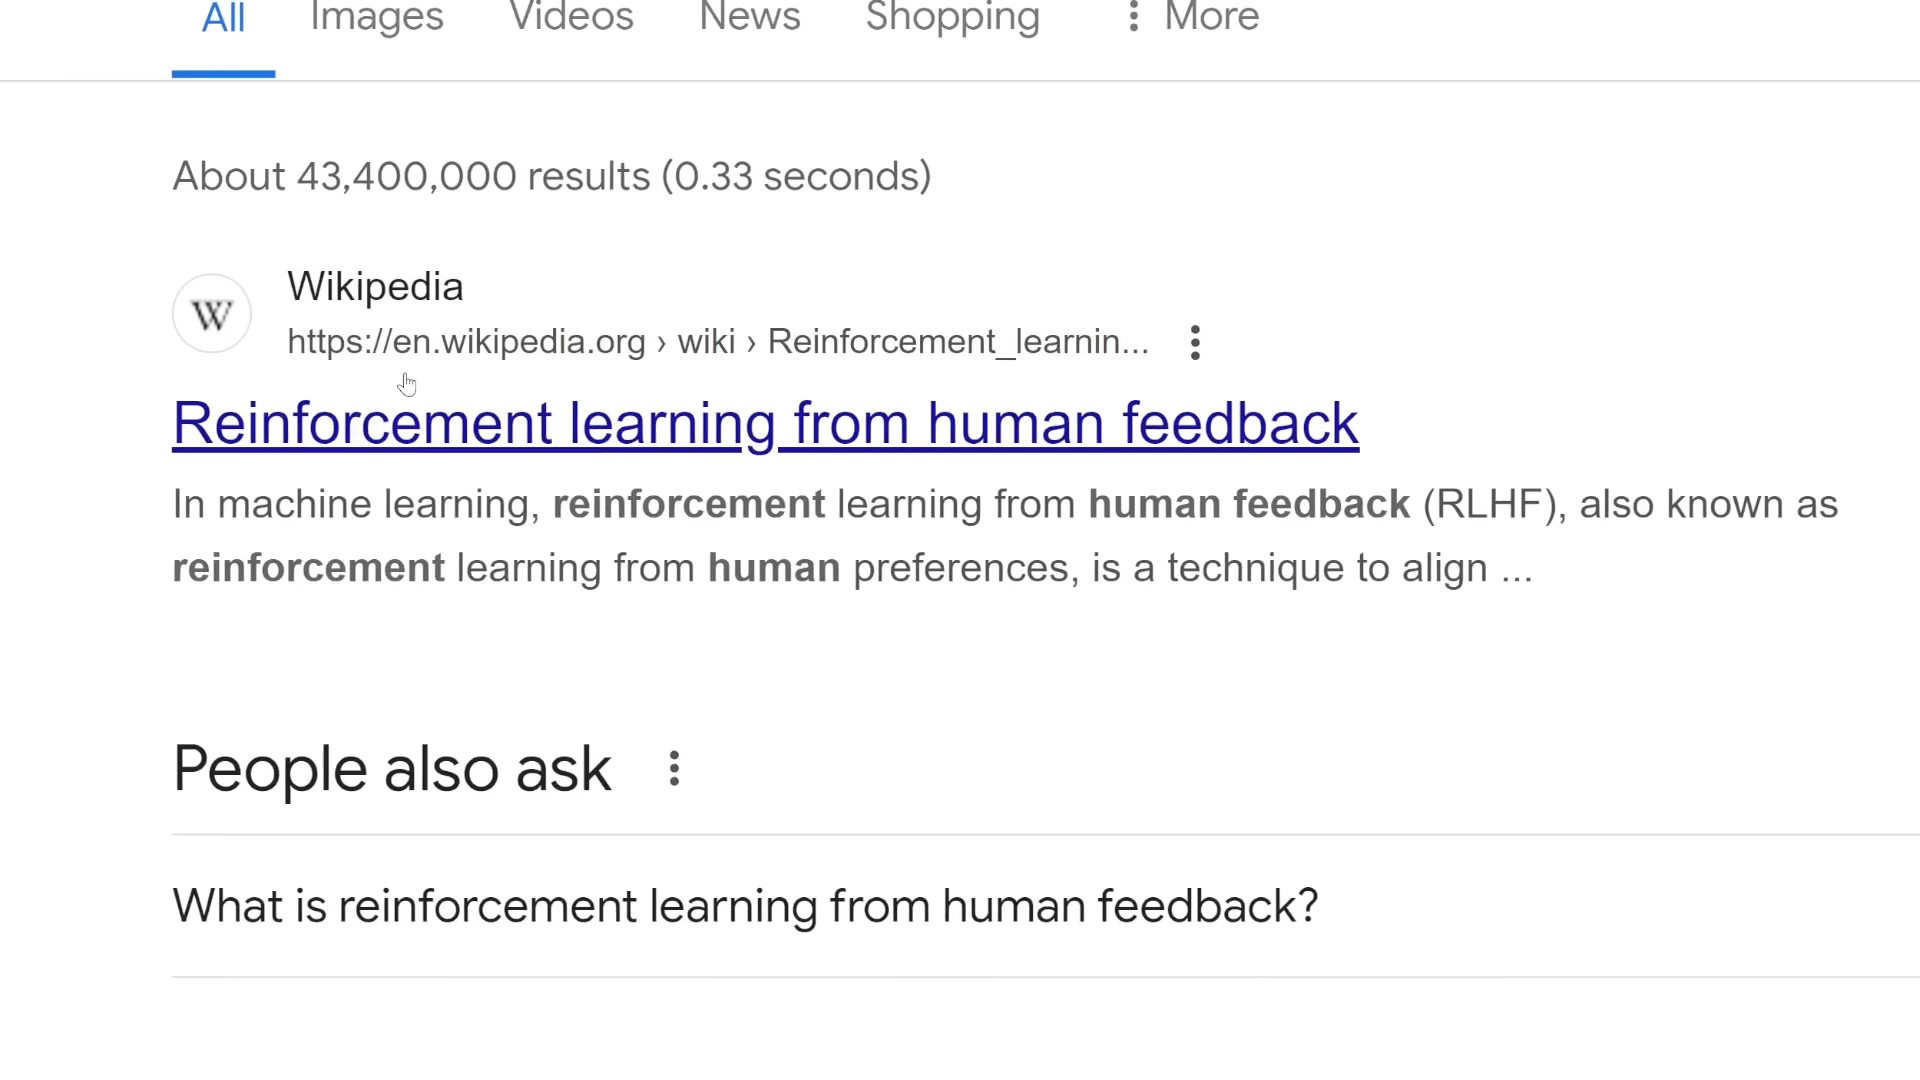 All Images Videos News Shopping More
About 43,400,000 results (0.33 seconds)
W
Wikipedia
https://en.wikipedia.org › wiki › Reinforcement_learnin...
Reinforcement learning from human feedback
In machine learning, reinforcement learning from human feedback (RLHF), also known as
reinforcement learning from human preferences, is a technique to align ...
People also ask
What is reinforcement learning from human feedback?